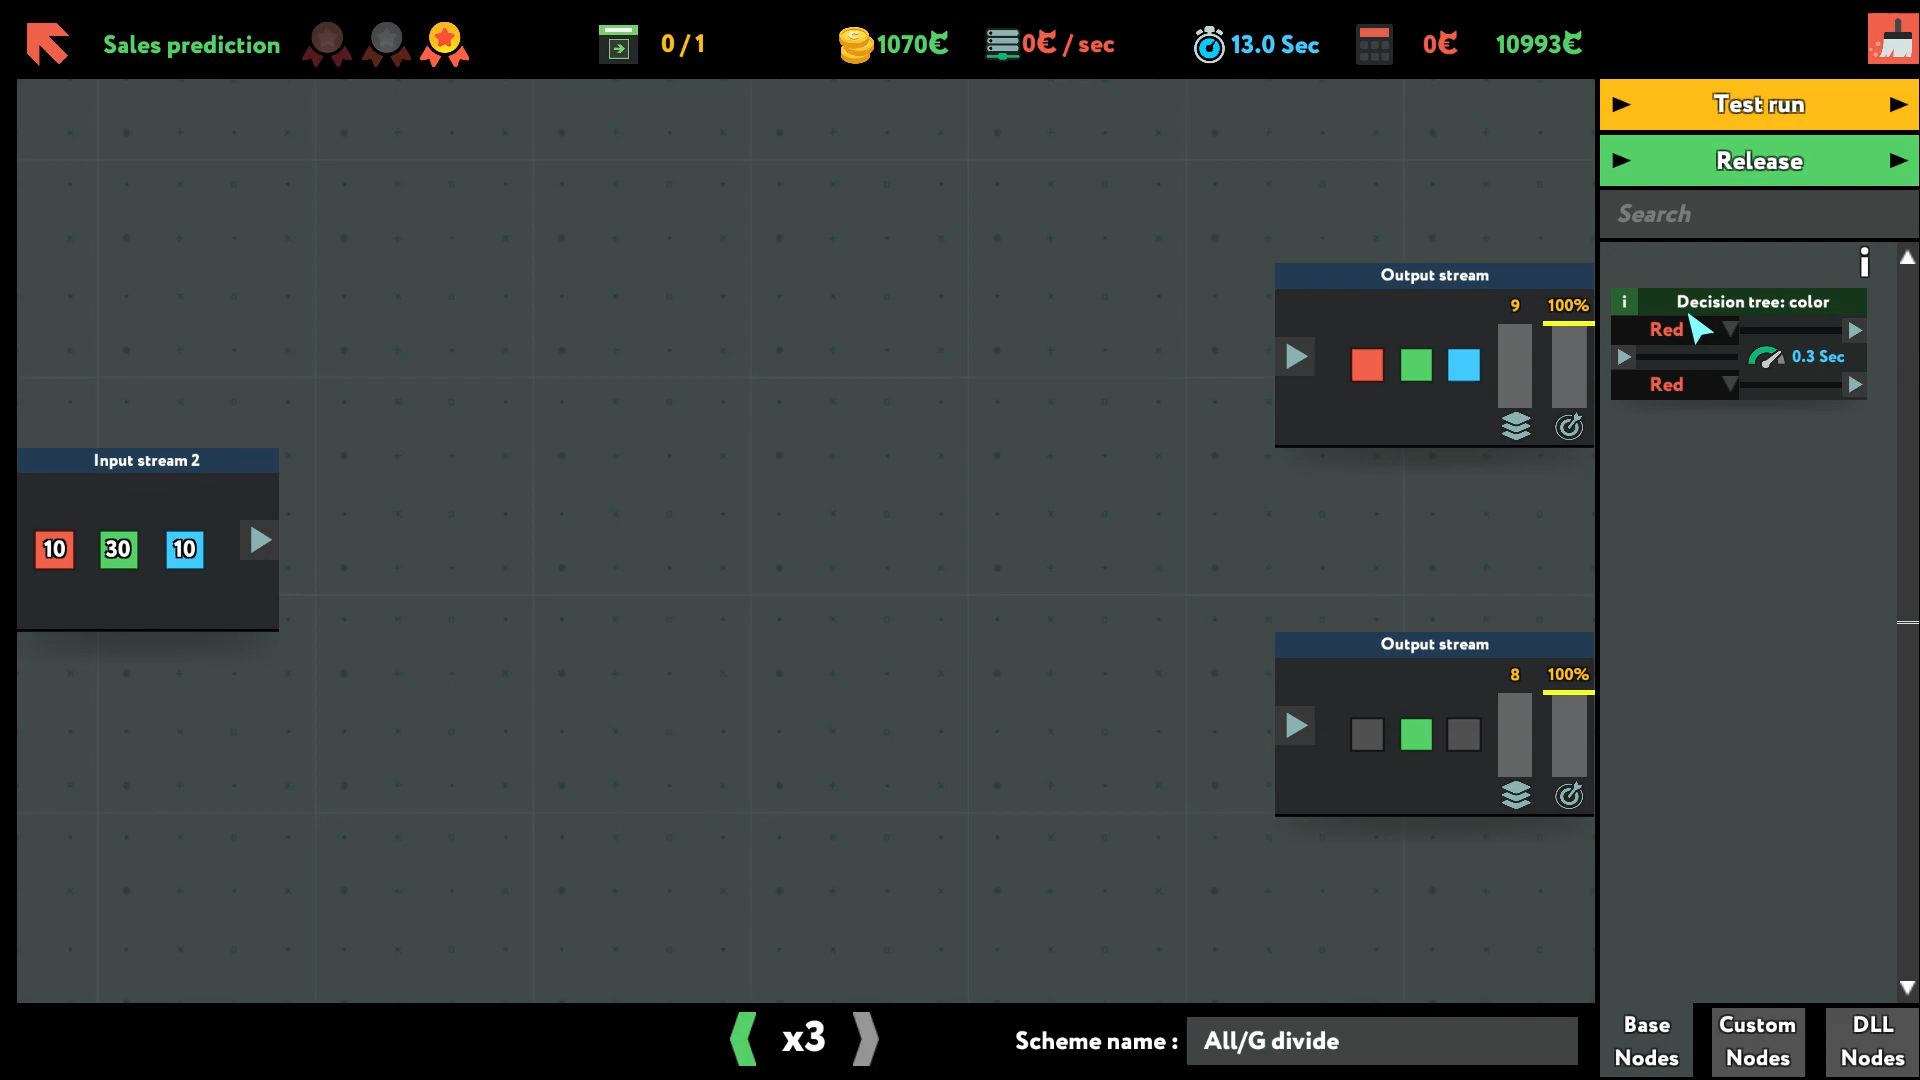 Sales prediction
0 / 1
1070€
0€ / sec
13.0 Sec
0€
10993€
Test run
Release
Search
i
i
Decision tree: color
Red
0.3 Sec
Red
Output stream
9
100%
Input stream 2
10
30
10
Output stream
8
100%
x3
Scheme name :
All/G divide
Base
Nodes
Custom
Nodes
DLL
Nodes